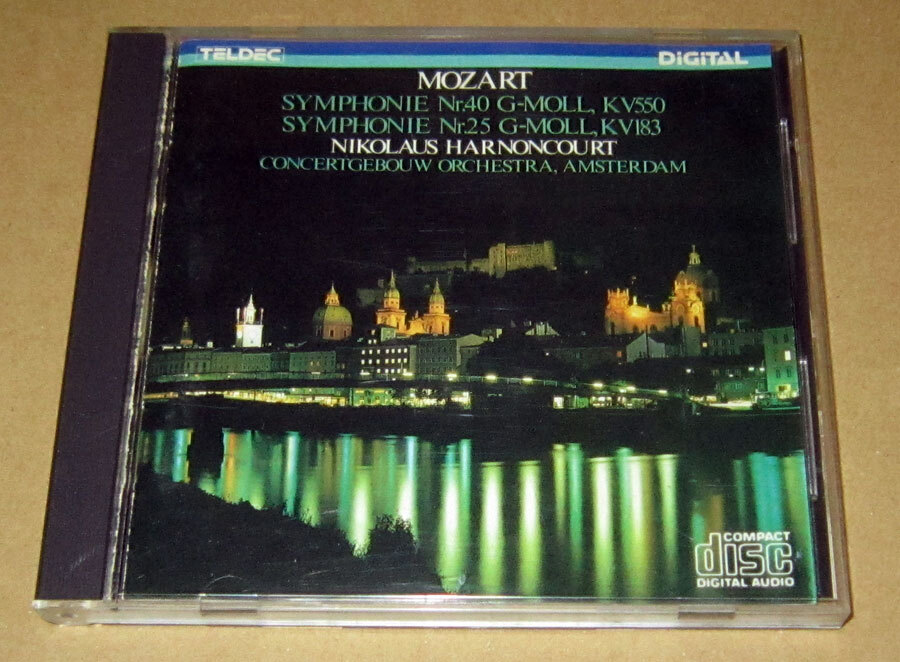 TELDEC DIGITAL
MOZART
SYMPHONIE Nr.40 G-MOLL, KV550
SYMPHONIE Nr.25 G-MOLL, KV183
NIKOLAUS HARNONCOURT
CONCERTGEBOUW ORCHESTRA, AMSTERDAM
COMPACT
disc
DIGITAL AUDIO